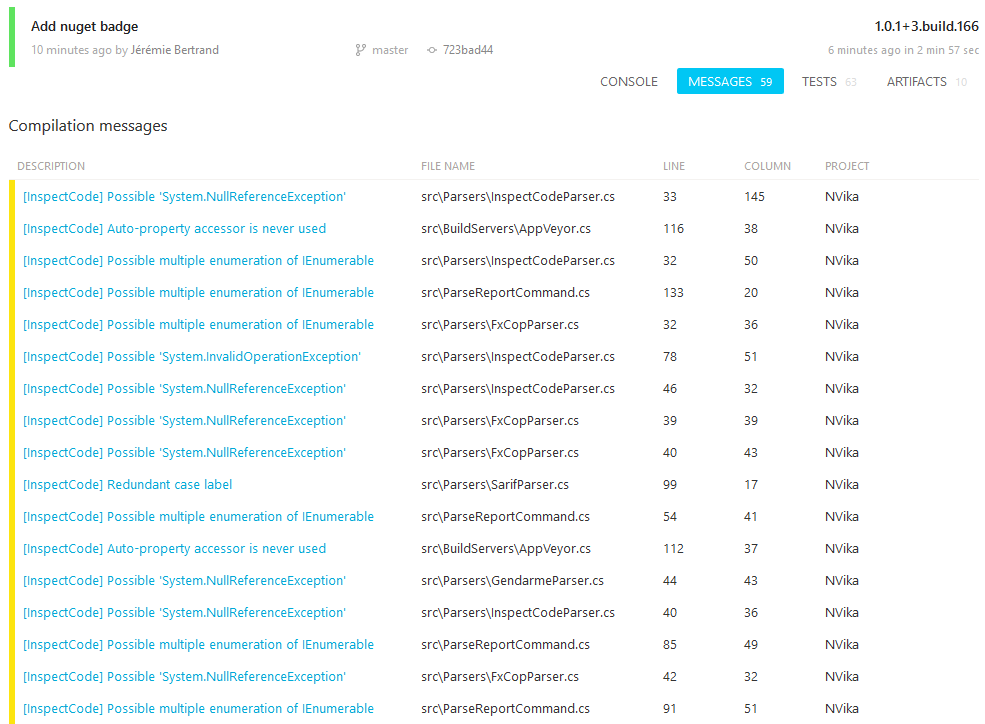 Add nuget badge 1.0.1+3.build.166
10 minutes ago by Jérémie Bertrand master 723bad44 6 minutes ago in 2 min 57 sec
CONSOLE MESSAGES 59 TESTS 63 ARTIFACTS 10
Compilation messages
DESCRIPTION FILE NAME LINE COLUMN PROJECT
[InspectCode] Possible 'System.NullReferenceException' src\Parsers\InspectCodeParser.cs 33 145 NVika
[InspectCode] Auto-property accessor is never used src\BuildServers\AppVeyor.cs 116 38 NVika
[InspectCode] Possible multiple enumeration of IEnumerable src\Parsers\InspectCodeParser.cs 32 50 NVika
[InspectCode] Possible multiple enumeration of IEnumerable src\ParseReportCommand.cs 133 20 NVika
[InspectCode] Possible multiple enumeration of IEnumerable src\Parsers\FxCopParser.cs 32 36 NVika
[InspectCode] Possible 'System.InvalidOperationException' src\Parsers\InspectCodeParser.cs 78 51 NVika
[InspectCode] Possible 'System.NullReferenceException' src\Parsers\InspectCodeParser.cs 46 32 NVika
[InspectCode] Possible 'System.NullReferenceException' src\Parsers\FxCopParser.cs 39 39 NVika
[InspectCode] Possible 'System.NullReferenceException' src\Parsers\FxCopParser.cs 40 43 NVika
[InspectCode] Redundant case label src\Parsers\SarifParser.cs 99 17 NVika
[InspectCode] Possible multiple enumeration of IEnumerable src\ParseReportCommand.cs 54 41 NVika
[InspectCode] Auto-property accessor is never used src\BuildServers\AppVeyor.cs 112 37 NVika
[InspectCode] Possible 'System.NullReferenceException' src\Parsers\GendarmeParser.cs 44 43 NVika
[InspectCode] Possible 'System.NullReferenceException' src\Parsers\InspectCodeParser.cs 40 36 NVika
[InspectCode] Possible multiple enumeration of IEnumerable src\ParseReportCommand.cs 85 49 NVika
[InspectCode] Possible 'System.NullReferenceException' src\Parsers\FxCopParser.cs 42 32 NVika
[InspectCode] Possible multiple enumeration of IEnumerable src\ParseReportCommand.cs 91 51 NVika